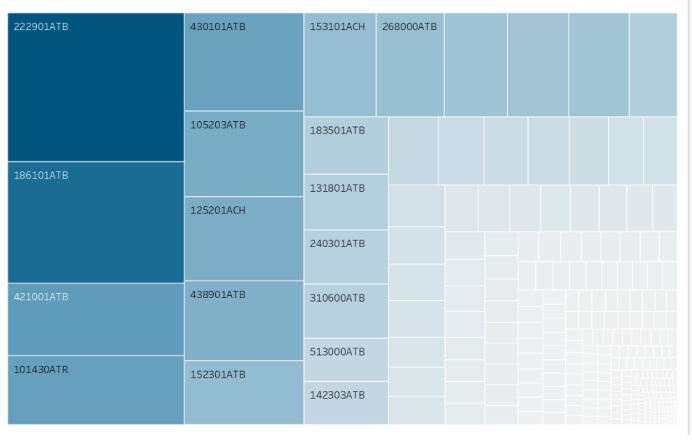 222901ATB
186101ATB
421001ATB
101430ATR
430101ATB
105203ATB
125201ACH
438901ATB
152301ATB
153101ACH
268000ATB
183501ATB
131801ATB
240301ATB
310600ATB
513000ATB
142303ATB